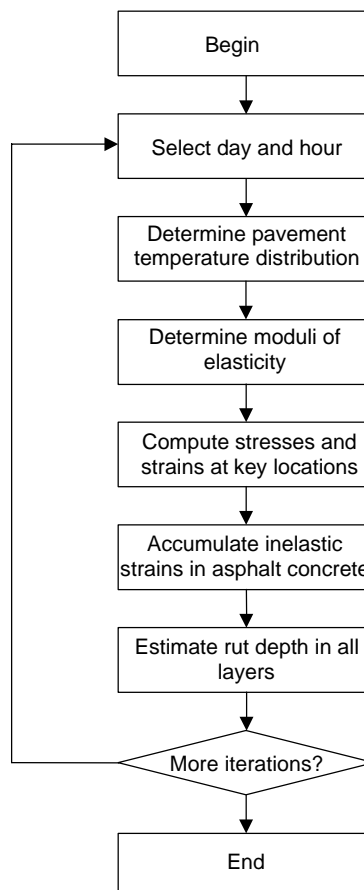 Begin
Select day and hour
Determine pavement
temperature distribution
Determine moduli of
elasticity
Compute stresses and
strains at key locations
Accumulate inelastic
strains in asphalt concrete
Estimate rut depth in all
layers
More iterations?
End